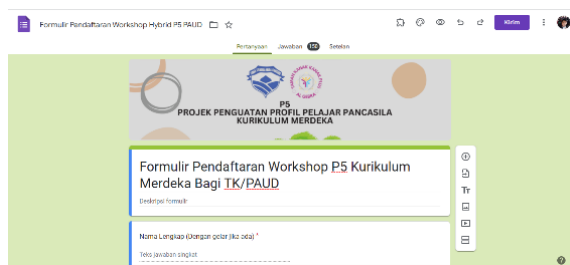 Formulir Pendaftaran Workshop Hybrid P5 PAUD
Kirim
Pertanyaan Jawaban 150 Setelan
P5
PROJEK PENGUATAN PROFIL PELAJAR PANCASILA
KURIKULUM MERDEKA
Formulir Pendaftaran Workshop P5 Kurikulum
Merdeka Bagi TK/PAUD
Deskripsi formulir
Nama Lengkap (Dengan gelar jika ada) *
Teks jawaban singkat
Tт